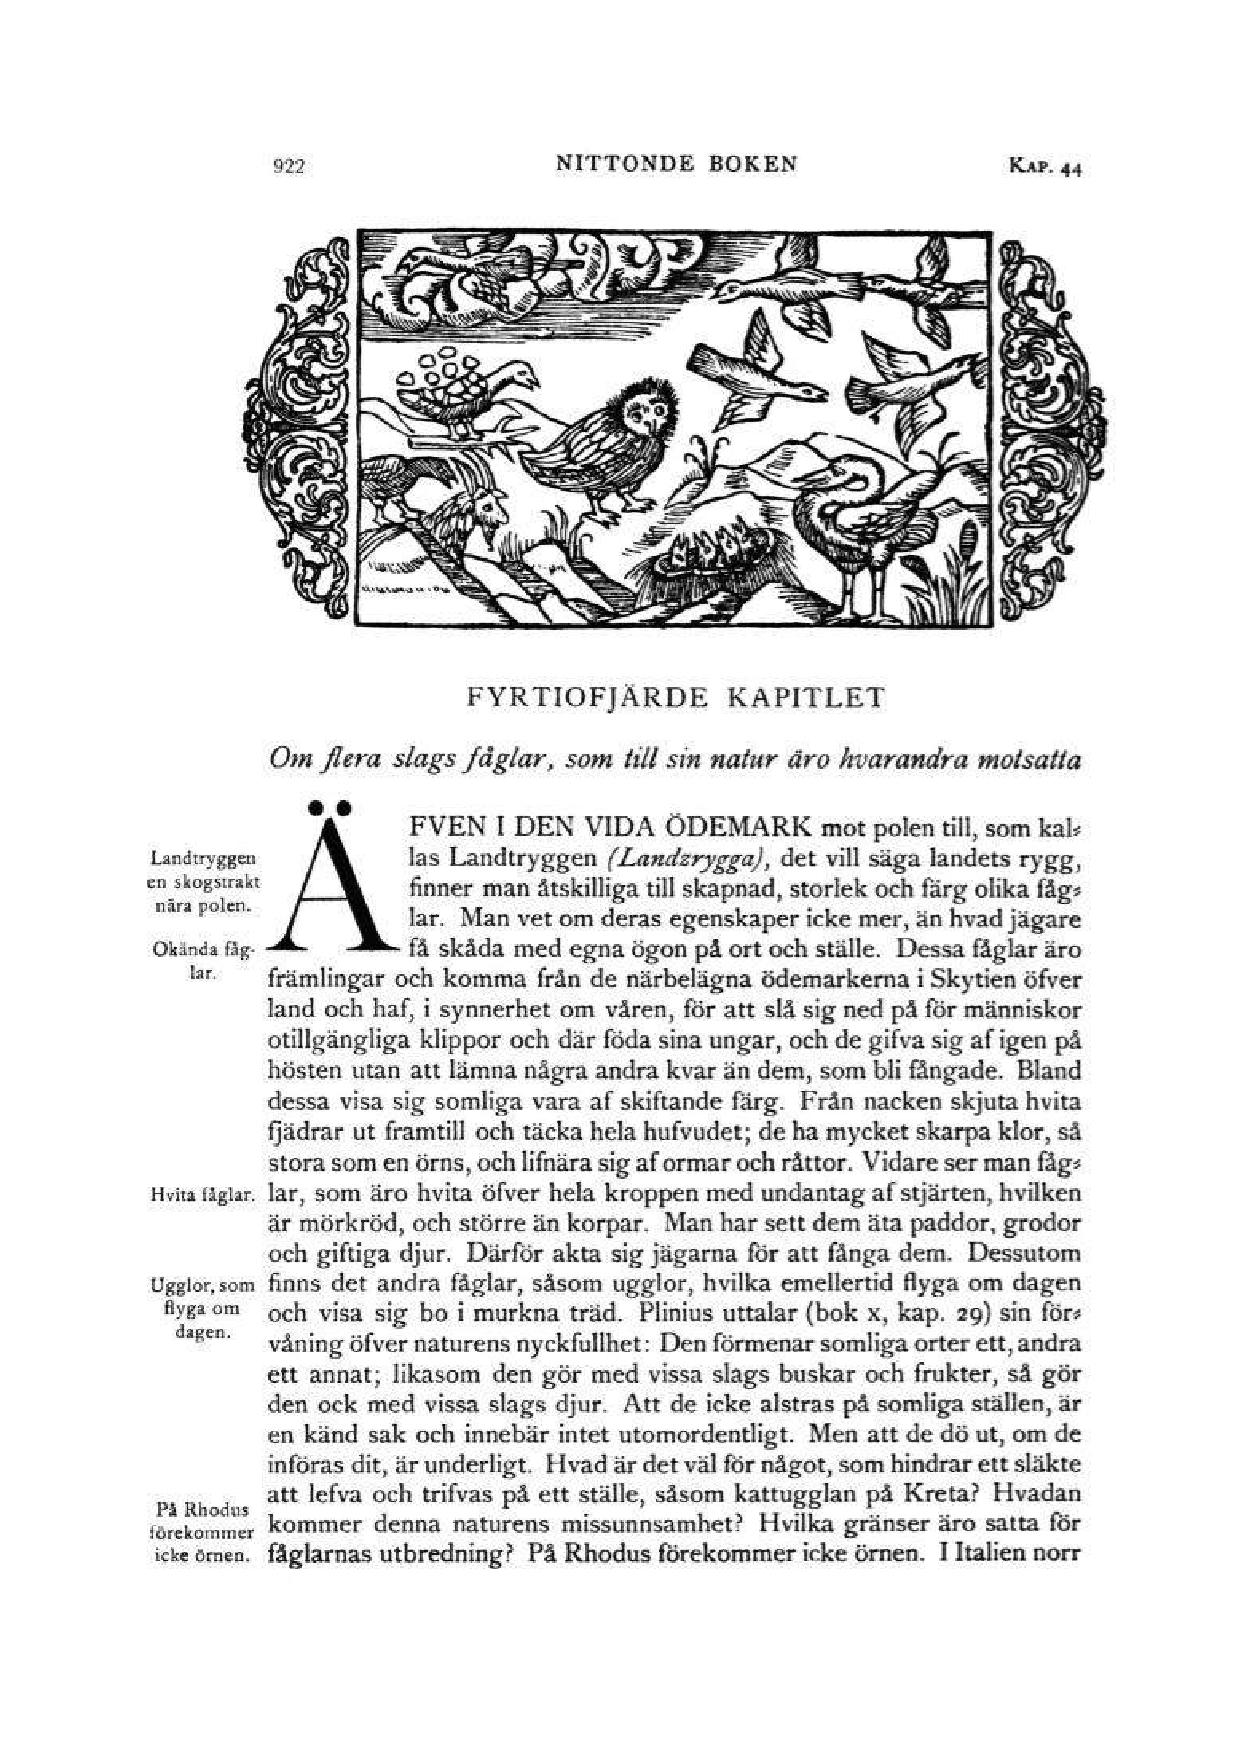 922 NITTONDE BOKEN KAP. 44
FYRTIOFJÄRDE KAPITLET
Om flera slags fåglar, som till sin natur äro hvarandra motsatta
ÄFVEN I DEN VIDA ÖDEMARK mot polen till, som kal-
las Landtryggen (Landzrygga), det vill säga landets rygg,
finner man åtskilliga till skapnad, storlek och färg olika fåg-
lar. Man vet om deras egenskaper icke mer, än hvad jägare
få skåda med egna ögon på ort och ställe. Dessa fåglar äro
främlingar och komma från de närbelägna ödemarkerna i Skytien öfver
land och haf, i synnerhet om våren, för att slå sig ned på för människor
otillgängliga klippor och där föda sina ungar, och de gifva sig af igen på
hösten utan att lämna några andra kvar än dem, som bli fångade. Bland
dessa visa sig somliga vara af skiftande färg. Från nacken skjuta hvita
fjädrar ut framtill och täcka hela hufvudet; de ha mycket skarpa klor, så
stora som en örns, och lifnära sig af ormar och råttor. Vidare ser man fåg-
lar, som äro hvita öfver hela kroppen med undantag af stjärten, hvilken
är mörkröd, och större än korpar. Man har sett dem äta paddor, grodor
och giftiga djur. Därför akta sig jägarna för att fånga dem. Dessutom
finns det andra fåglar, såsom ugglor, hvilka emellertid flyga om dagen
och visa sig bo i murkna träd. Plinius uttalar (bok x, kap. 29) sin för-
våning öfver naturens nyckfullhet: Den förmenar somliga orter ett, andra
ett annat; likasom den gör med vissa slags buskar och frukter, så gör
den ock med vissa slags djur. Att de icke alstras på somliga ställen, är
en känd sak och innebär intet utomordentligt. Men att de dö ut, om de
införas dit, är underligt. Hvad är det väl för något, som hindrar ett släkte
att lefva och trifvas på ett ställe, såsom kattugglan på Kreta? Hvadan
kommer denna naturens missunnsamhet? Hvilka gränser äro satta för
fåglarnas utbredning? På Rhodus förekommer icke örnen. I Italien norr
Landtryggen
en skogstrakt
nära polen.
Okända fåg-
lar.
Hvita fåglar.
Ugglor, som
flyga om
dagen.
På Rhodus
förekommer
icke örnen.